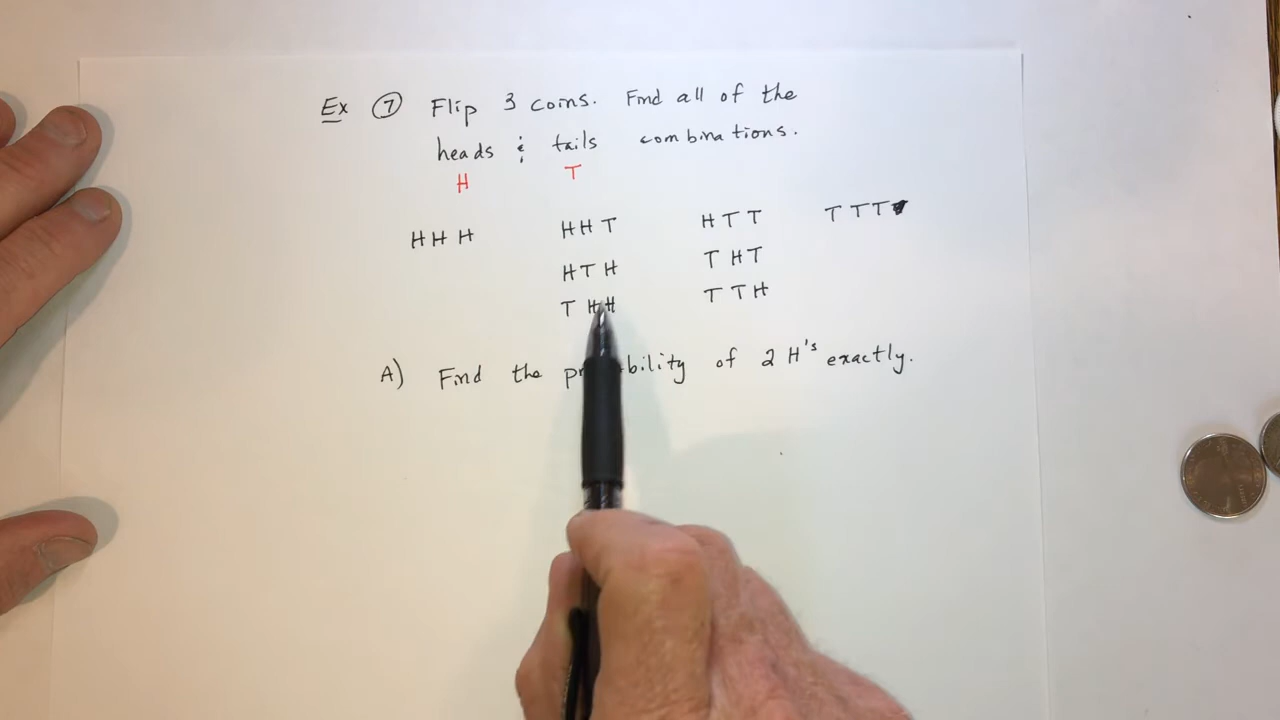 Ex ⑦ Flip 3 coins. Find all of the
heads & tails combinations.
H T
HHH HHT HTT TTT
HTH THT
THH TTH
A) Find the of 2 H's exactly.